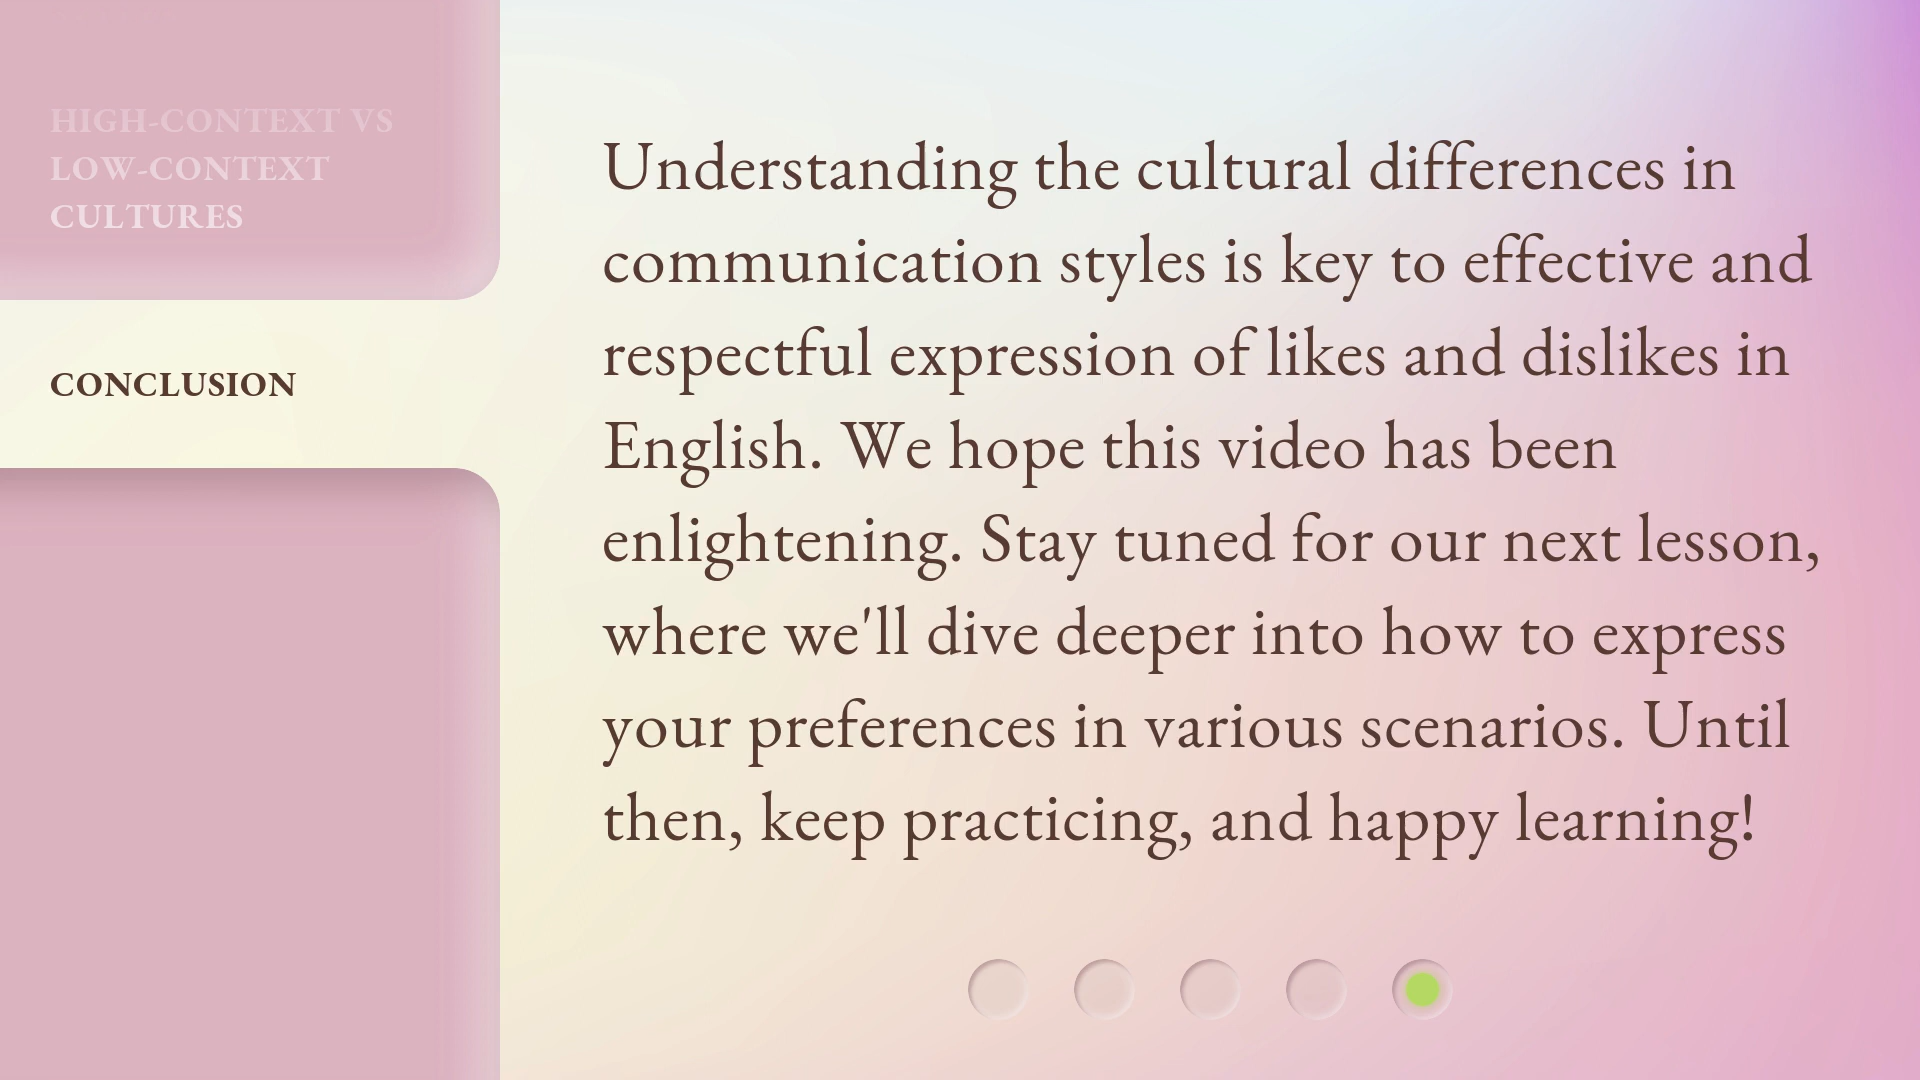 HIGH-CONTEXT VS
LOW-CONTEXT
CULTURES
CONCLUSION
Understanding the cultural differences in
communication styles is key to effective and
respectful expression of likes and dislikes in
English. We hope this video has been
enlightening. Stay tuned for our next lesson,
where we'll dive deeper into how to express
your preferences in various scenarios. Until
then, keep practicing, and happy learning!